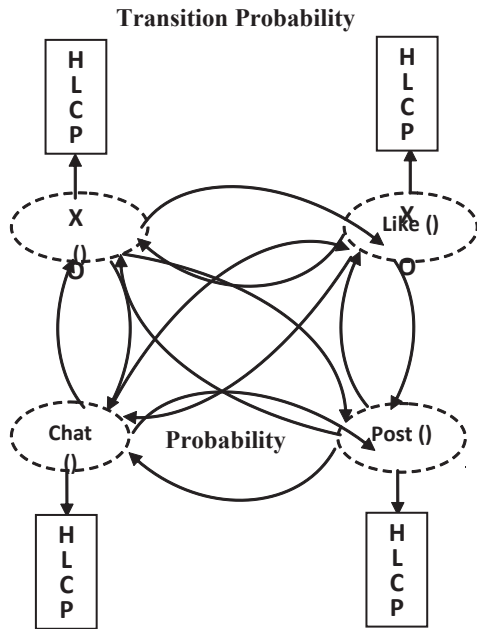 Transition Probability
H
L
C
P
H
L
C
P
X
()
O
X
Like ()
O
Chat
()
Probability
Post ()
H
L
C
P
H
L
C
P